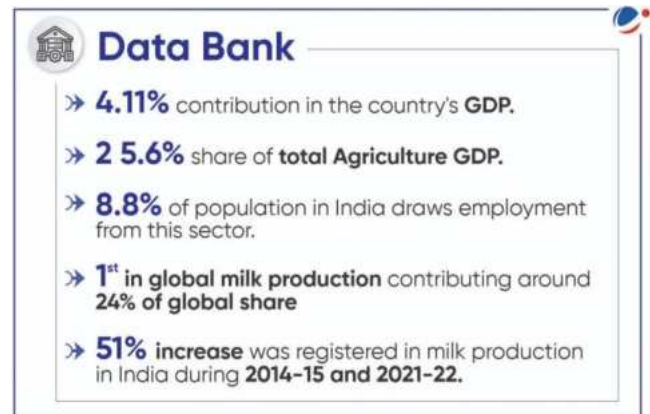 Data Bank
4.11% contribution in the country's GDP.
2 5.6% share of total Agriculture GDP.
8.8% of population in India draws employment
from this sector.
1st in global milk production contributing around
24% of global share
51% increase was registered in milk production
in India during 2014-15 and 2021-22.